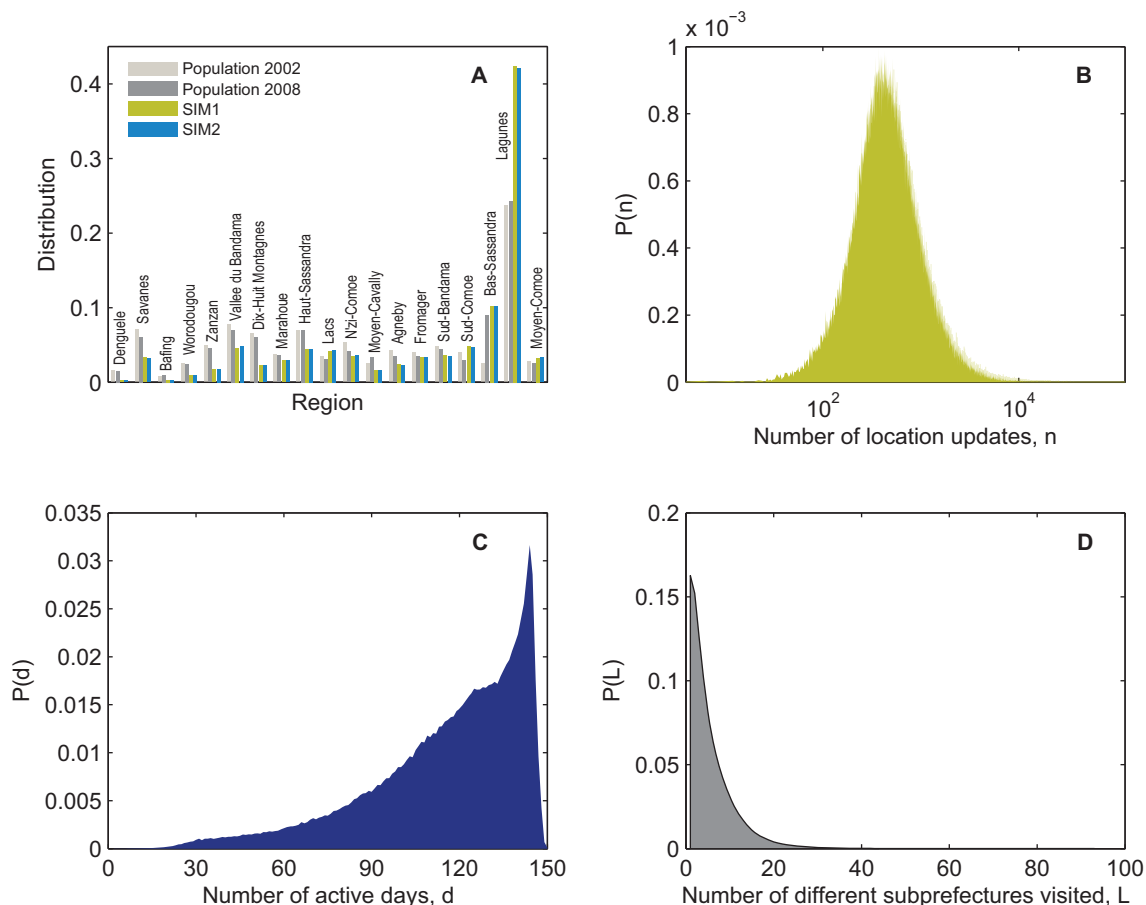 A
Population 2002
Population 2008
SIM1
SIM2
Distribution
0.4
0.3
0.2
0.1
0
Denguele
Savanes
Bafing
Worodougou
Zanzan
Vallee du Bandama
Dix-Huit Montagnes
Marahoue
Haut-Sassandra
Lacs
N'zi-Comoe
Moyen-Cavally
Agneby
Fromager
Sud-Bandama
Sud-Comoe
Bas-Sassandra
Lagunes
Moyen-Comoe
Region
1 x 10⁻³
B
P(n)
1
0.8
0.6
0.4
0.2
0
10² 10⁴
Number of location updates, n
C
P(d)
0.035
0.03
0.025
0.02
0.015
0.01
0.005
0
0 30 60 90 120 150
Number of active days, d
D
P(L)
0.2
0.15
0.1
0.05
0
0 20 40 60 80 100
Number of different subprefectures visited, L